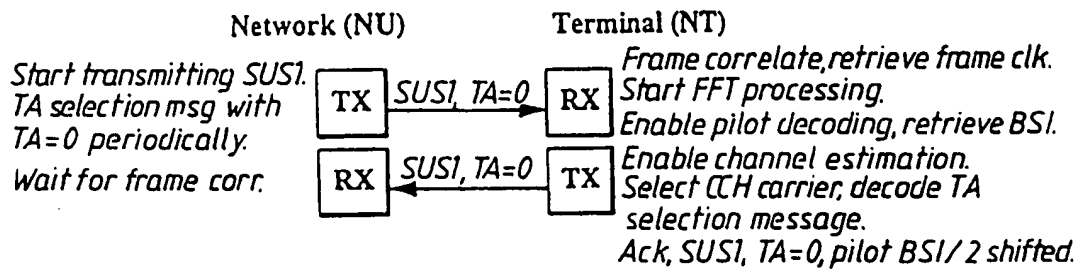 Network (NU) Terminal (NT)
Start transmitting SUS1.
TA selection msg with
TA=0 periodically.
TX
SUS1, TA=0
RX
Frame correlate, retrieve frame clk.
Start FFT processing.
Enable pilot decoding, retrieve BSI.
Wait for frame corr.
RX
SUS1, TA=0
TX
Enable channel estimation.
Select CCH carrier, decode TA
selection message.
Ack, SUS1, TA=0, pilot BSI/2 shifted.